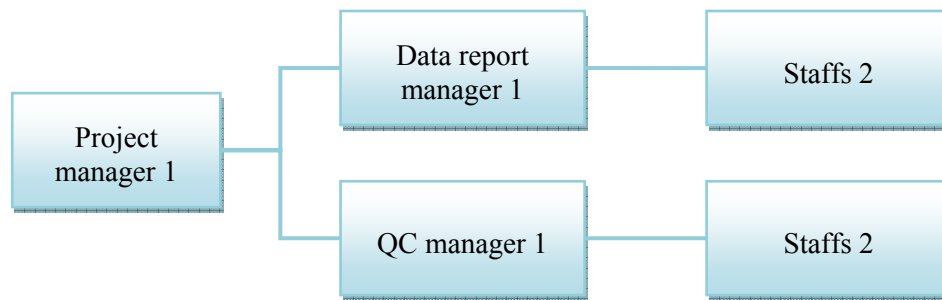 Project
manager 1
Data report
manager 1
Staffs 2
QC manager 1
Staffs 2